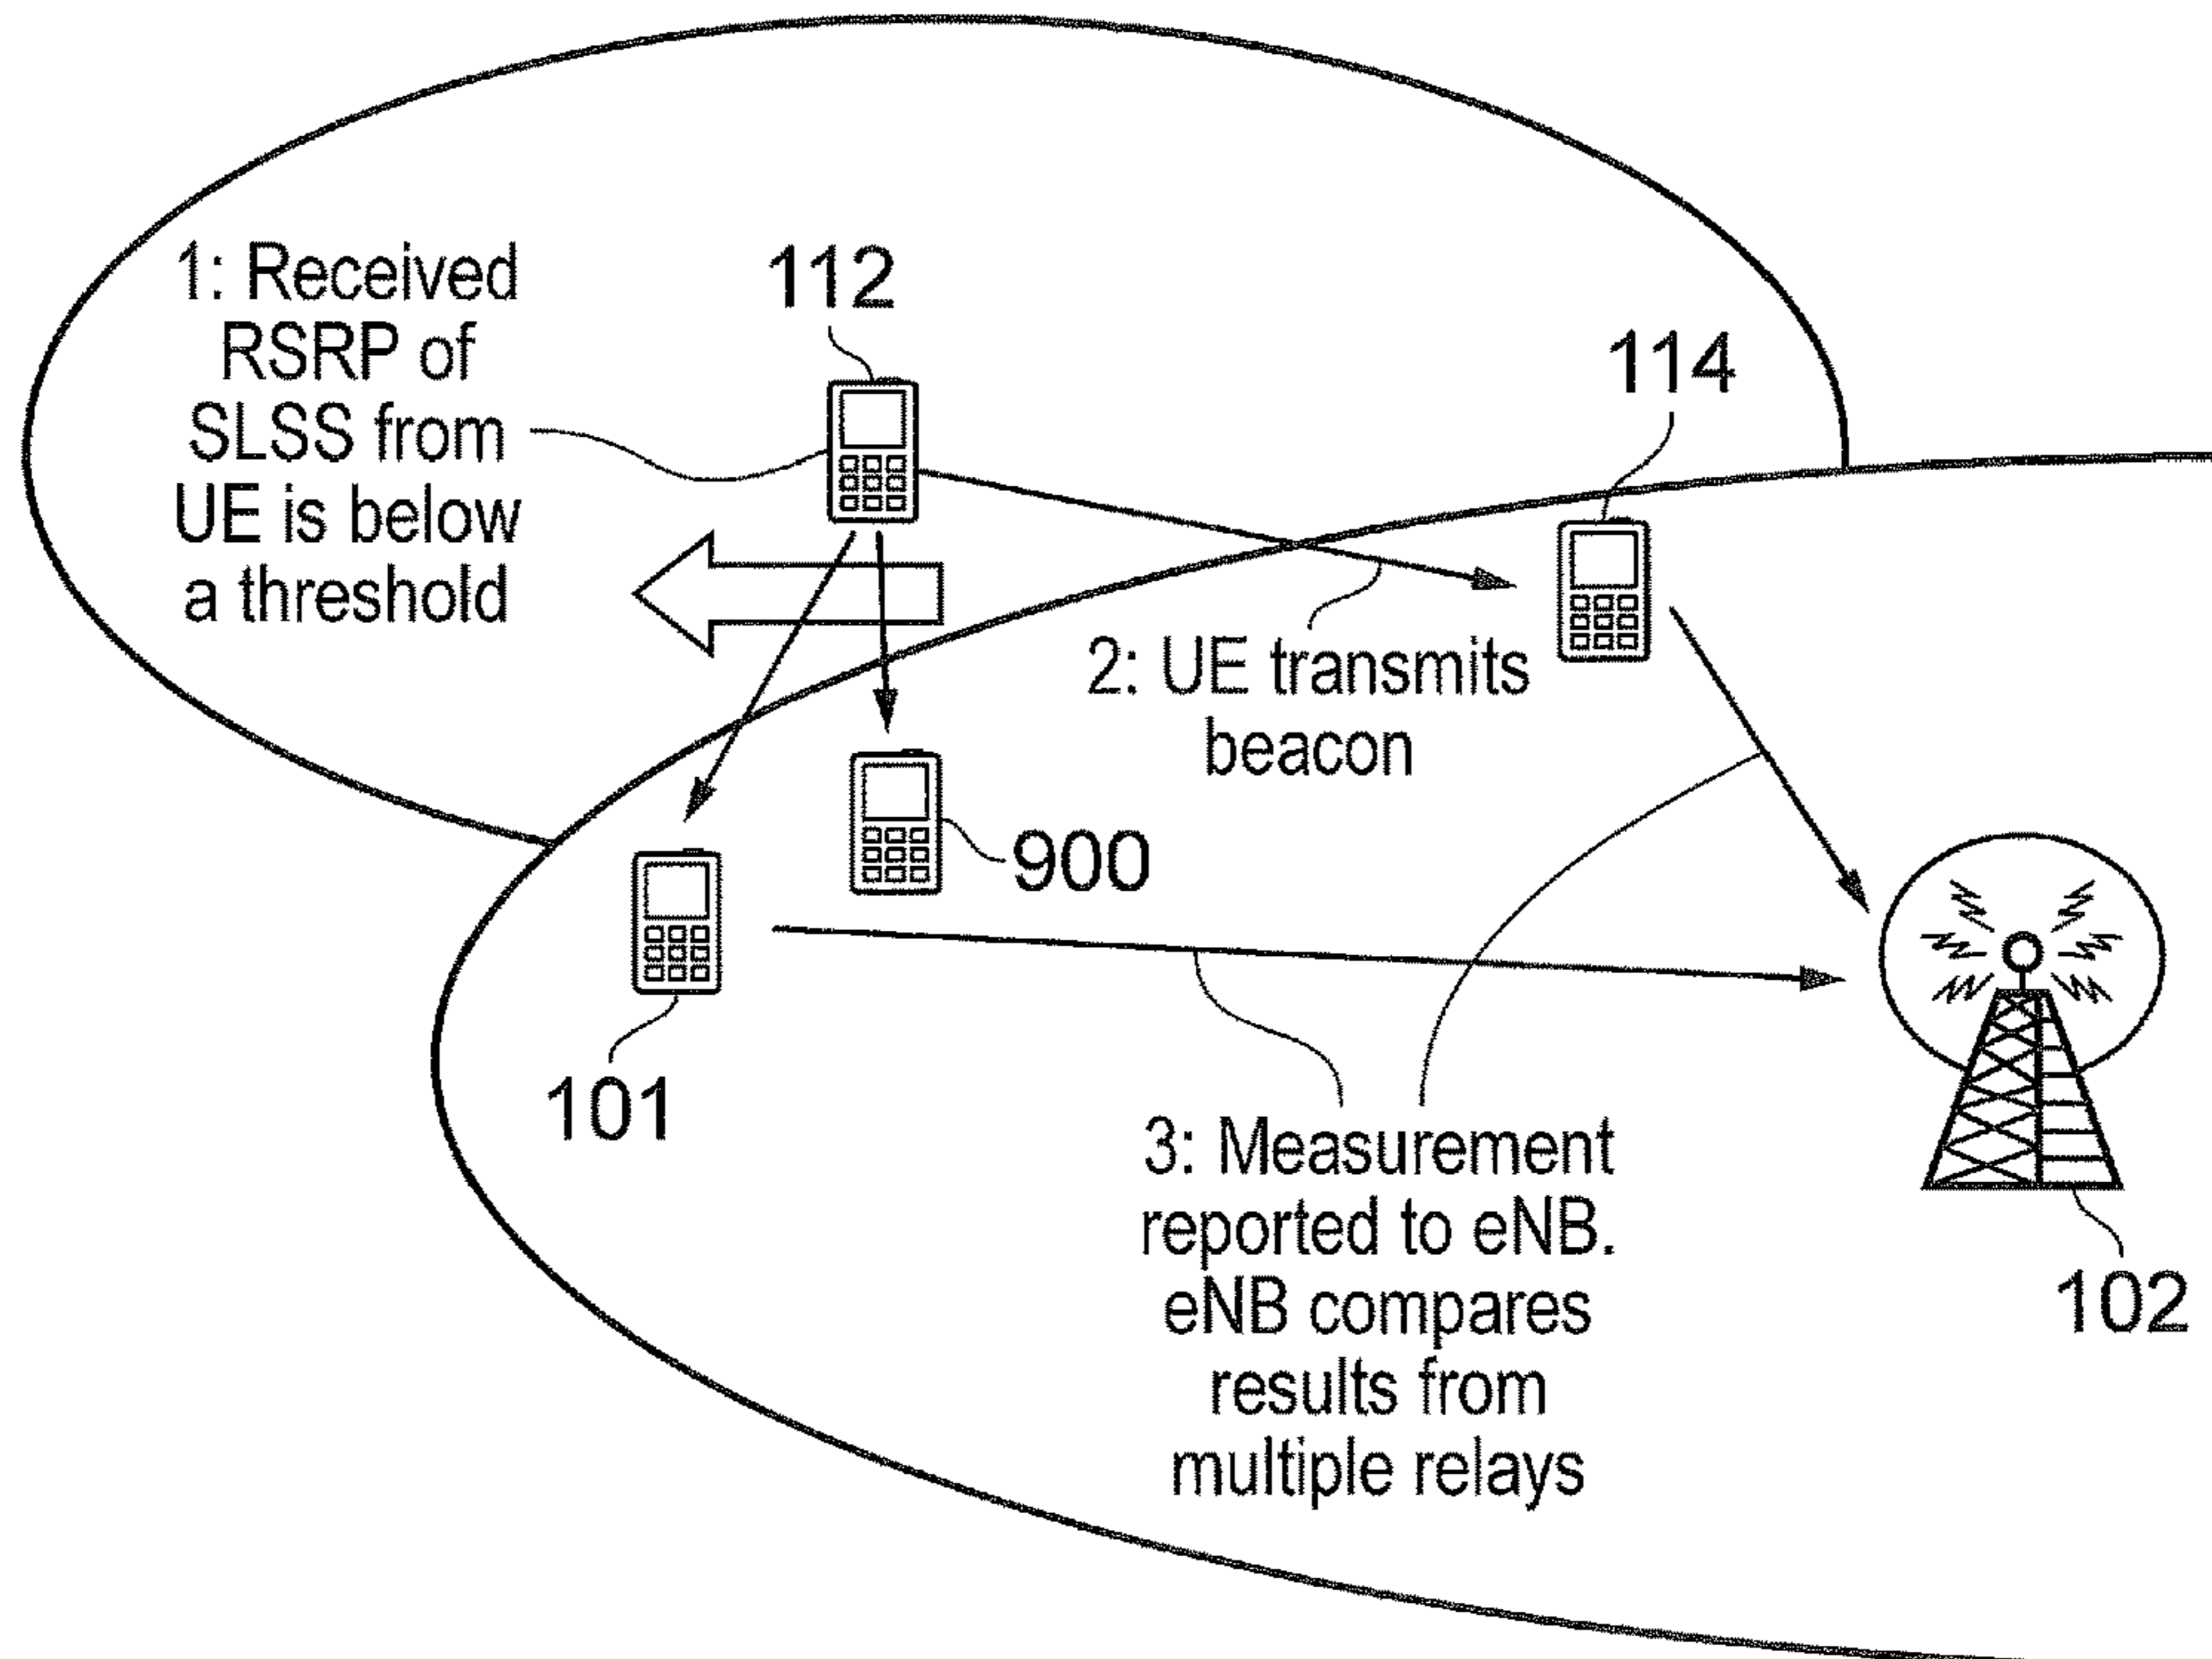 1: Received
RSRP of
SLSS from
UE is below
a threshold
112
114
2: UE transmits
beacon
900
101
3: Measurement
reported to eNB.
eNB compares
results from
multiple relays
102